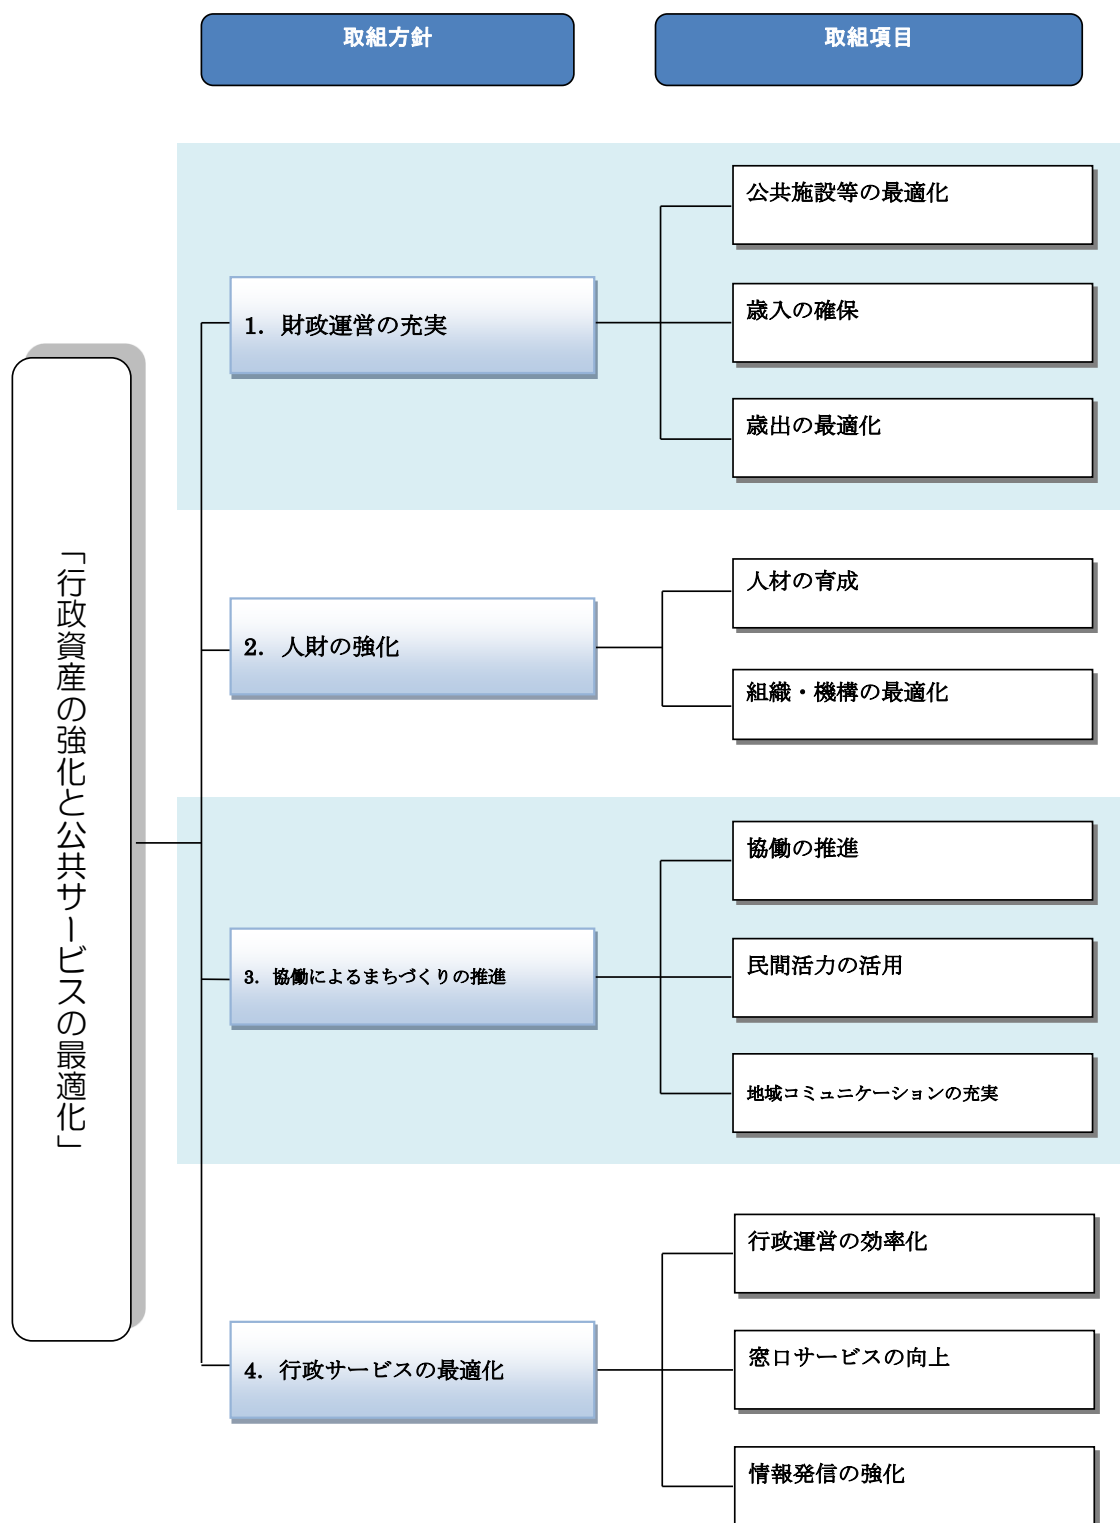 取組方針
取組項目
「行政資産の強化と公共サービスの最適化」
1. 財政運営の充実
公共施設等の最適化
歳入の確保
歳出の最適化
2. 人財の強化
人材の育成
組織・機構の最適化
3. 協働によるまちづくりの推進
協働の推進
民間活力の活用
地域コミュニケーションの充実
4. 行政サービスの最適化
行政運営の効率化
窓口サービスの向上
情報発信の強化